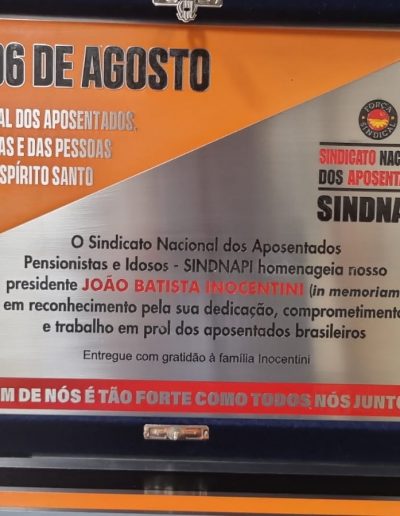 06 DE AGOSTO
AL DOS APOSENTADOS,
AS E DAS PESSOAS
SPÍRITO SANTO
FORÇA
SINDICAL
SINDICATO NAC
DOS APOSENTA
SINDNA
O Sindicato Nacional dos Aposentados
Pensionistas e Idosos - SINDNAPI homenageia nosso
presidente JOÃO BATISTA INOCENTINI (in memoriam
em reconhecimento pela sua dedicação, comprometimento
e trabalho em prol dos aposentados brasileiros
Entregue com gratidão à família Inocentini
M DE NÓS É TÃO FORTE COMO TODOS NÓS JUNTO